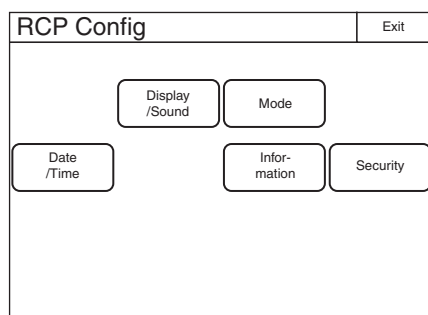 RCP Config
Exit
Display
/Sound
Mode
Date
/Time
Infor-
mation
Security